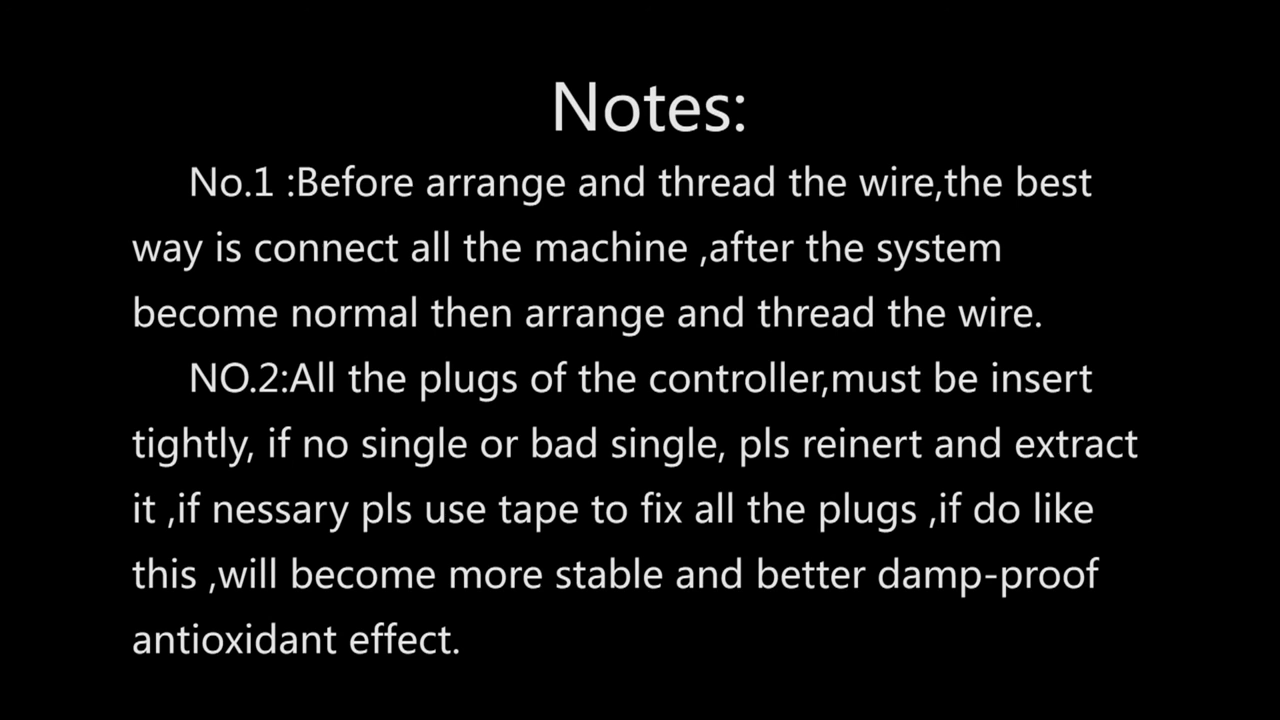 Notes:
No.1 :Before arrange and thread the wire,the best
way is connect all the machine ,after the system
become normal then arrange and thread the wire.
NO.2:All the plugs of the controller,must be insert
tightly, if no single or bad single, pls reinert and extract
it ,if nessary pls use tape to fix all the plugs ,if do like
this ,will become more stable and better damp-proof
antioxidant effect.